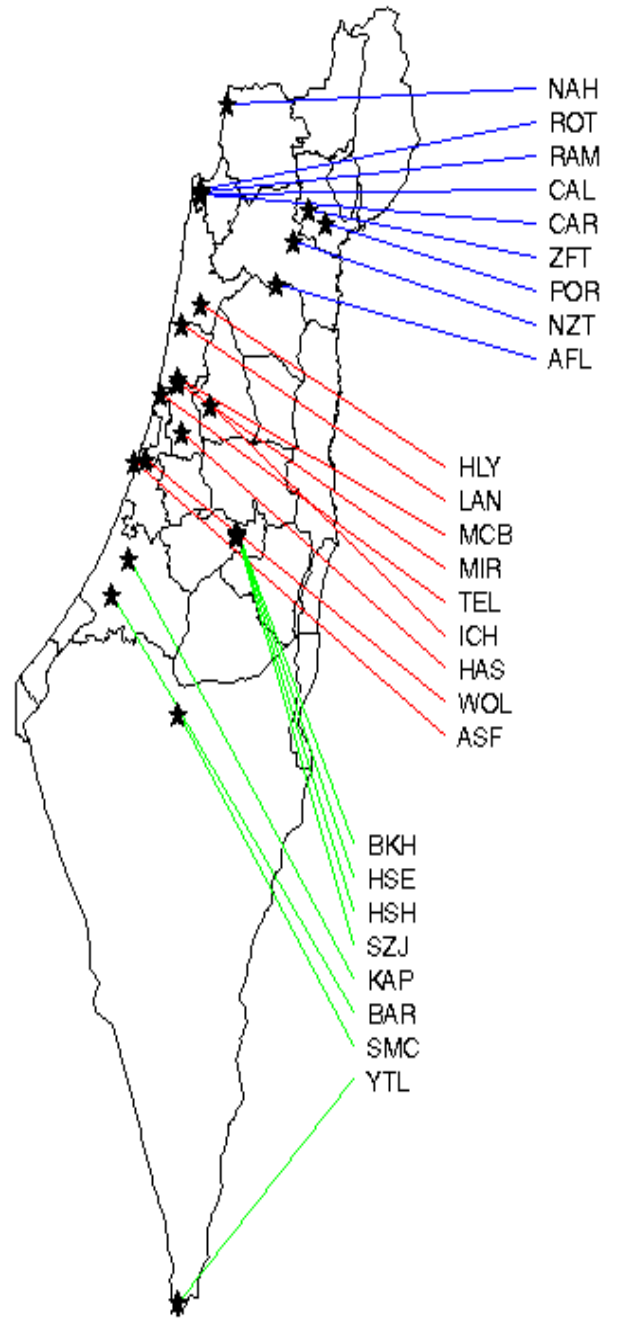 NAH
ROT
RAM
CAL
CAR
ZFT
POR
NZT
AFL
HLY
LAN
MCB
MIR
TEL
ICH
HAS
WOL
ASF
BKH
HSE
HSH
SZJ
KAP
BAR
SMC
YTL